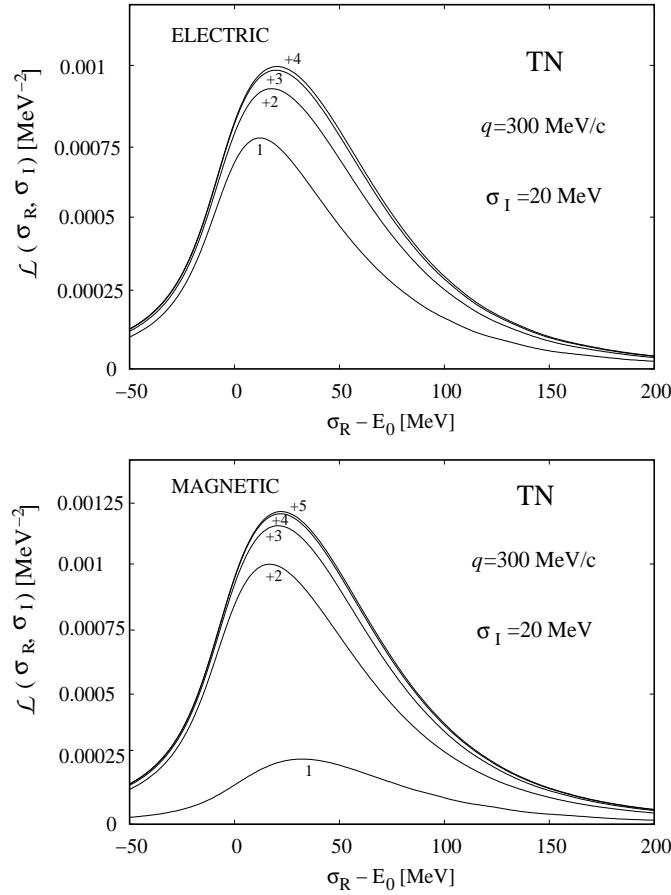 ELECTRIC
TN
+4
+3
+2
1
q=300 MeV/c
σ_I =20 MeV
ℒ (σ_R, σ_I) [MeV⁻²]
0.001
0.00075
0.0005
0.00025
0
−50 0 50 100 150 200
σ_R − E_0 [MeV]
MAGNETIC
TN
+5
+4
+3
+2
1
q=300 MeV/c
σ_I =20 MeV
ℒ (σ_R, σ_I) [MeV⁻²]
0.00125
0.001
0.00075
0.0005
0.00025
0
−50 0 50 100 150 200
σ_R − E_0 [MeV]